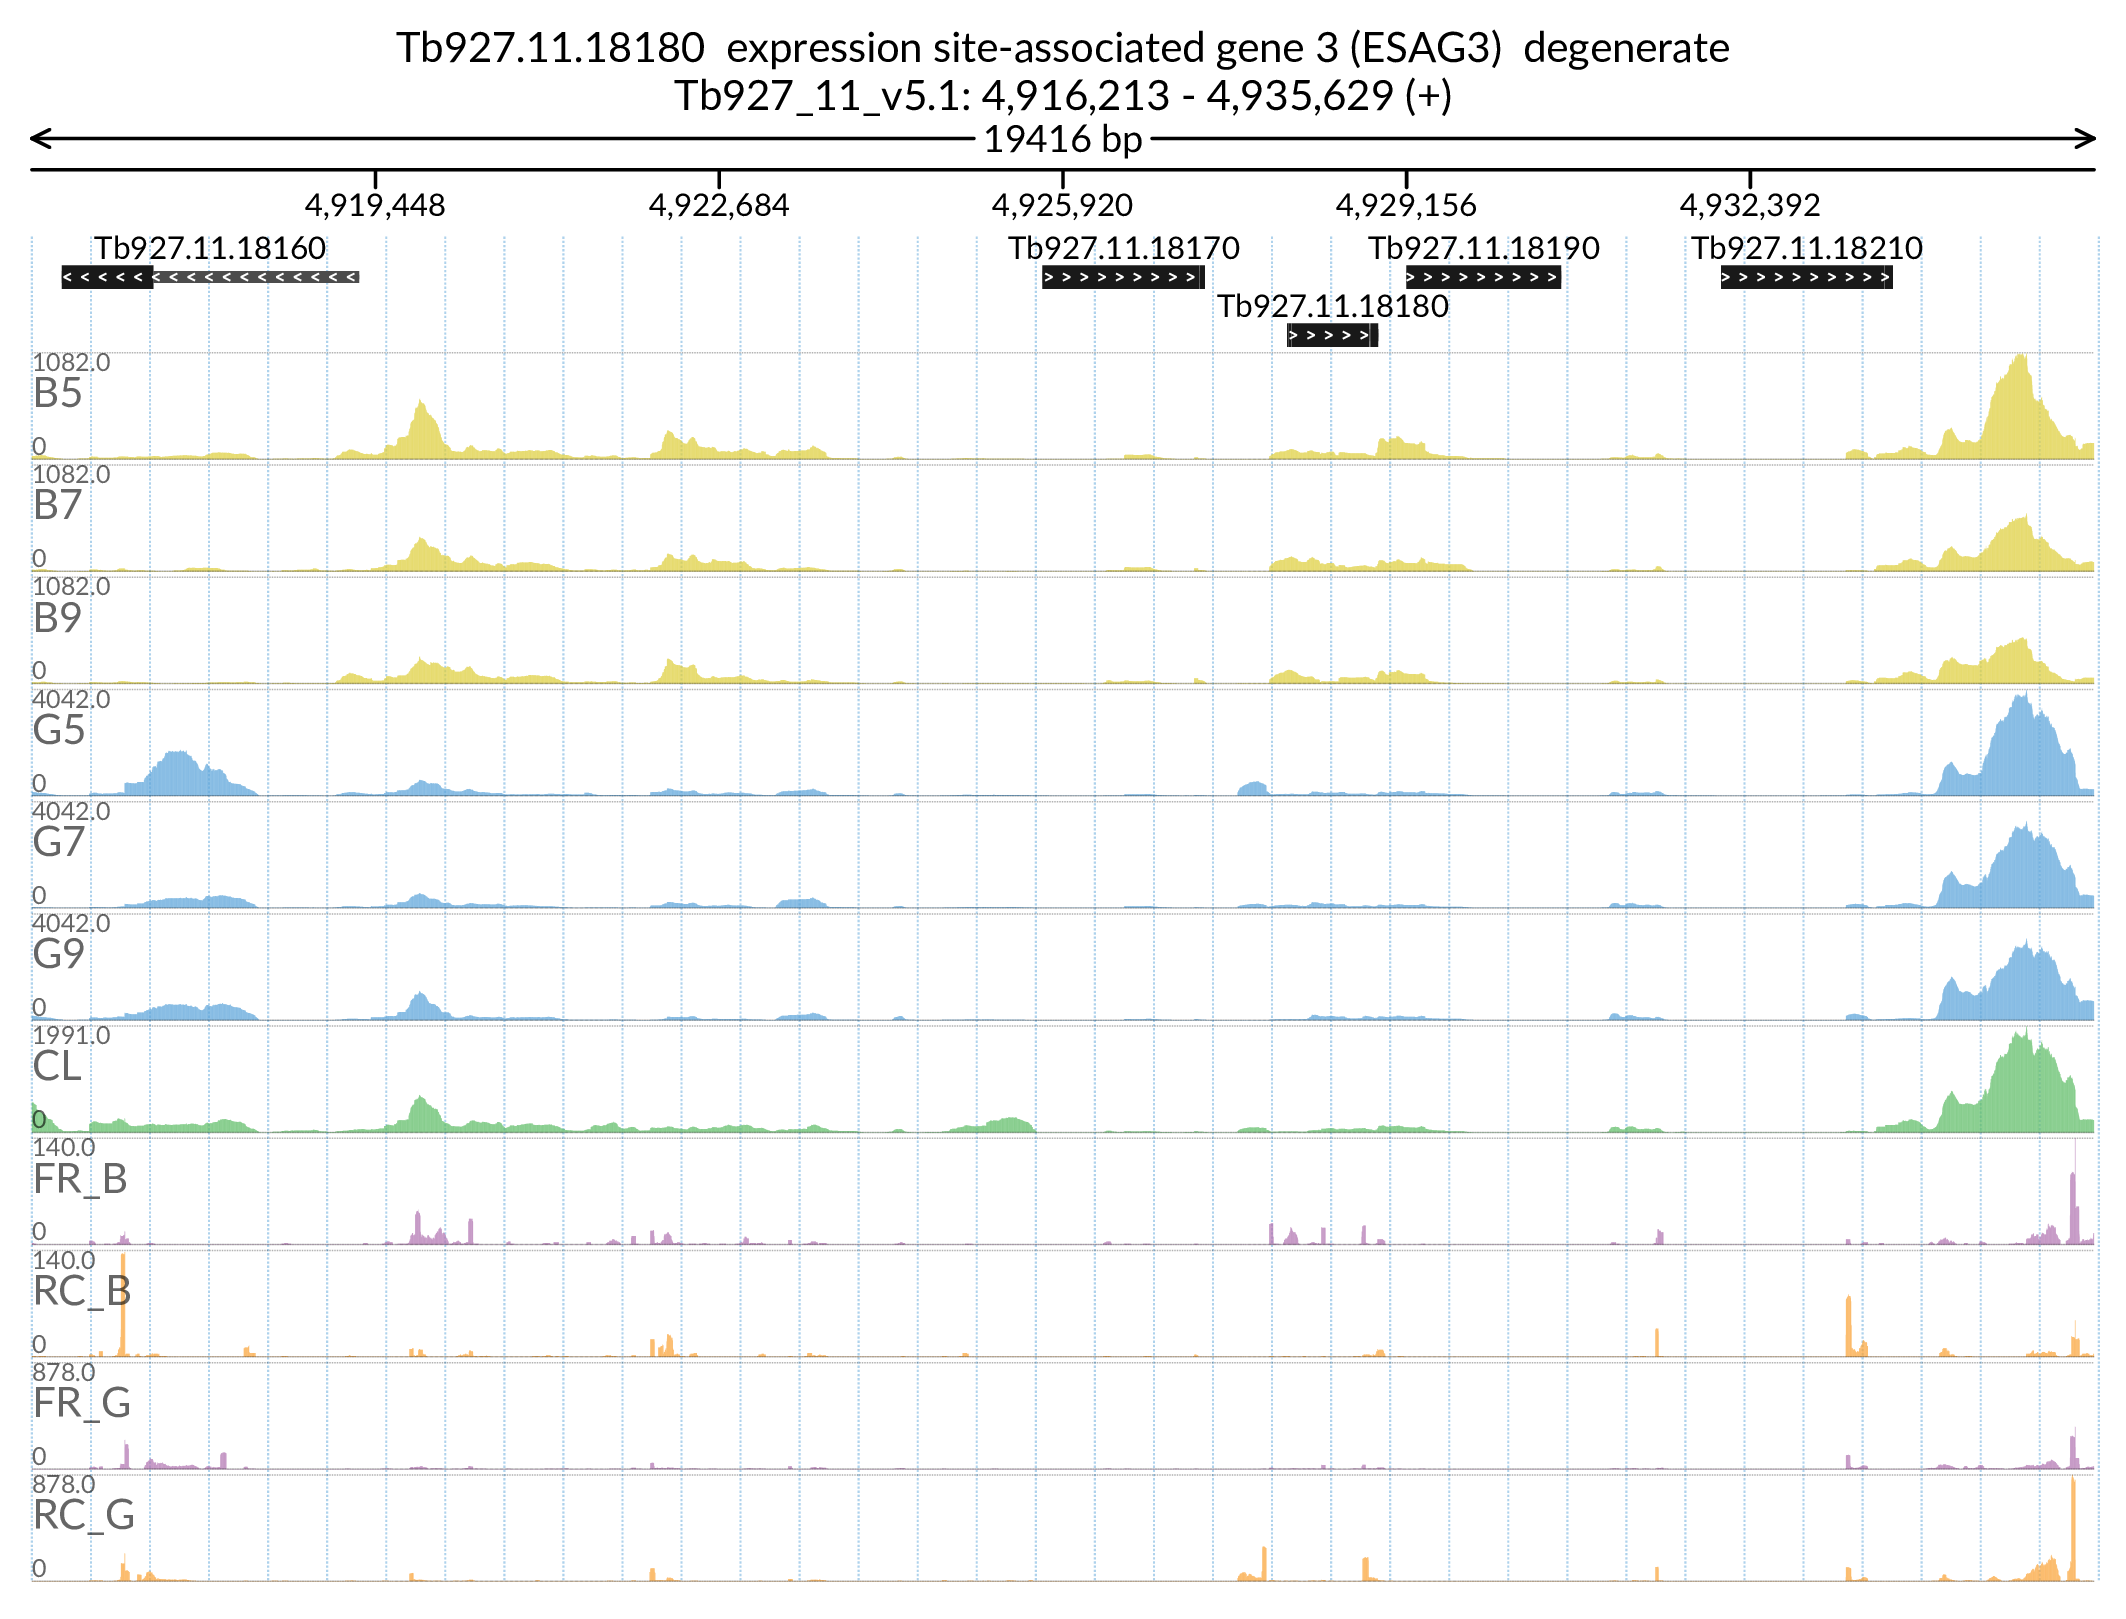 Tb927.11.18180 expression site-associated gene 3 (ESAG3) degenerate
Tb927_11_v5.1: 4,916,213 - 4,935,629 (+)
19416 bp
4,919,448 4,922,684 4,925,920 4,929,156 4,932,392
Tb927.11.18160 Tb927.11.18170 Tb927.11.18190 Tb927.11.18210
Tb927.11.18180
1082.0
B5
0
1082.0
B7
0
1082.0
B9
0
4042.0
G5
0
4042.0
G7
0
4042.0
G9
0
1991.0
CL
0
140.0
FR_B
0
140.0
RC_B
0
878.0
FR_G
0
878.0
RC_G
0